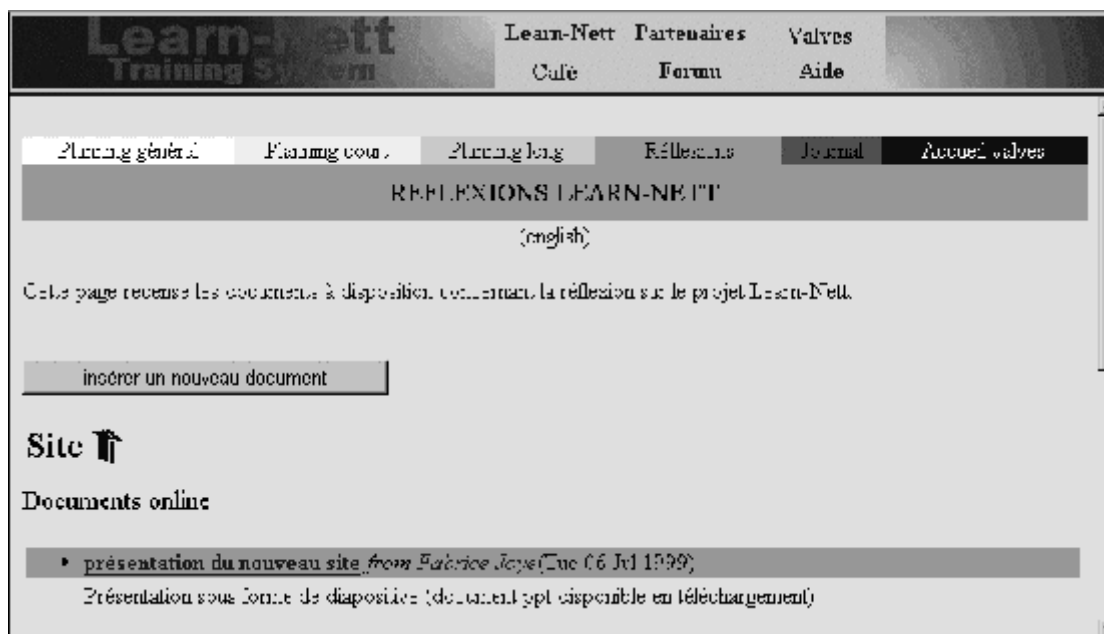 Learn-Nett
Training System
Learn-Nett Partenaires Valves
Café Forum Aide
Planning général Planning court Planning long Réflexions Journal Accueil valves
REFLEXIONS LEARN-NETT
(english)
Cette page recense les documents à disposition concernant la réflexion sur le projet Learn-Nett.
insérer un nouveau document
Site
Documents online
présentation du nouveau site from Fabrice (Tue 06 Jul 1999)
Présentation sous forme de diapositive (document ppt disponible en téléchargement)